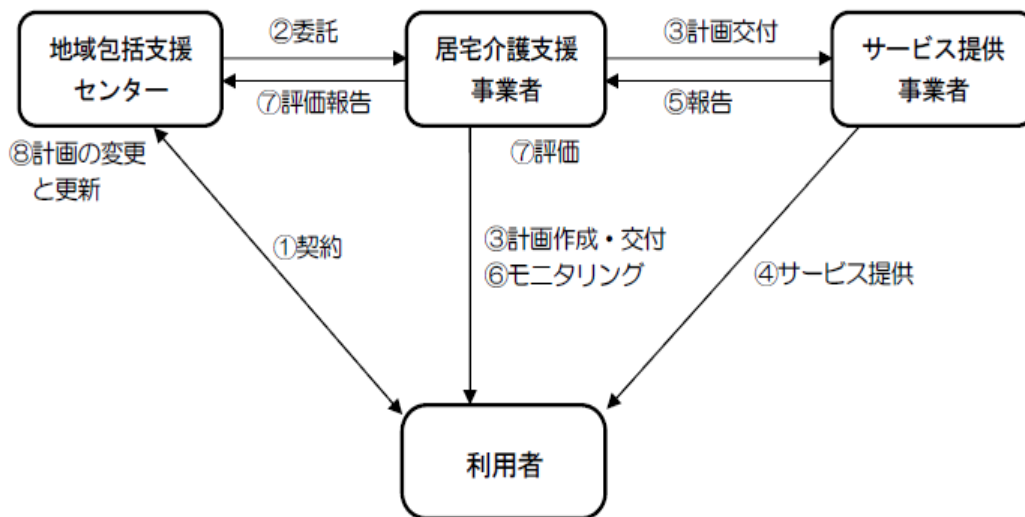 地域包括支援
センター
②委託
⑦評価報告
居宅介護支援
事業者
③計画交付
⑤報告
サービス提供
事業者
⑧計画の変更
と更新
⑦評価
①契約
③計画作成・交付
⑥モニタリング
④サービス提供
利用者